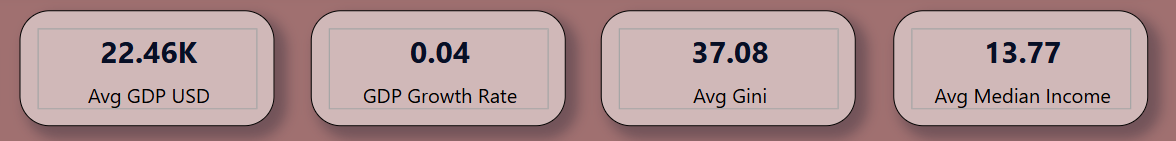 22.46K
Avg GDP USD
0.04
GDP Growth Rate
37.08
Avg Gini
13.77
Avg Median Income